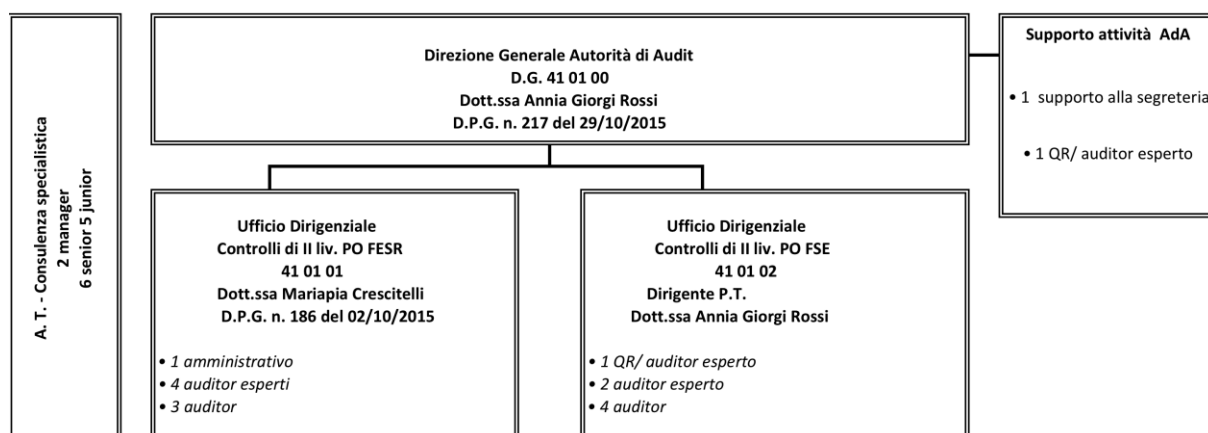 A. T. - Consulenza specialistica
2 manager
6 senior 5 junior
Direzione Generale Autorità di Audit
D.G. 41 01 00
Dott.ssa Annia Giorgi Rossi
D.P.G. n. 217 del 29/10/2015
Supporto attività AdA
• 1 supporto alla segreteria
• 1 QR/ auditor esperto
Ufficio Dirigenziale
Controlli di II liv. PO FESR
41 01 01
Dott.ssa Mariapia Crescitelli
D.P.G. n. 186 del 02/10/2015
• 1 amministrativo
• 4 auditor esperti
• 3 auditor
Ufficio Dirigenziale
Controlli di II liv. PO FSE
41 01 02
Dirigente P.T.
Dott.ssa Annia Giorgi Rossi
• 1 QR/ auditor esperto
• 2 auditor esperto
• 4 auditor